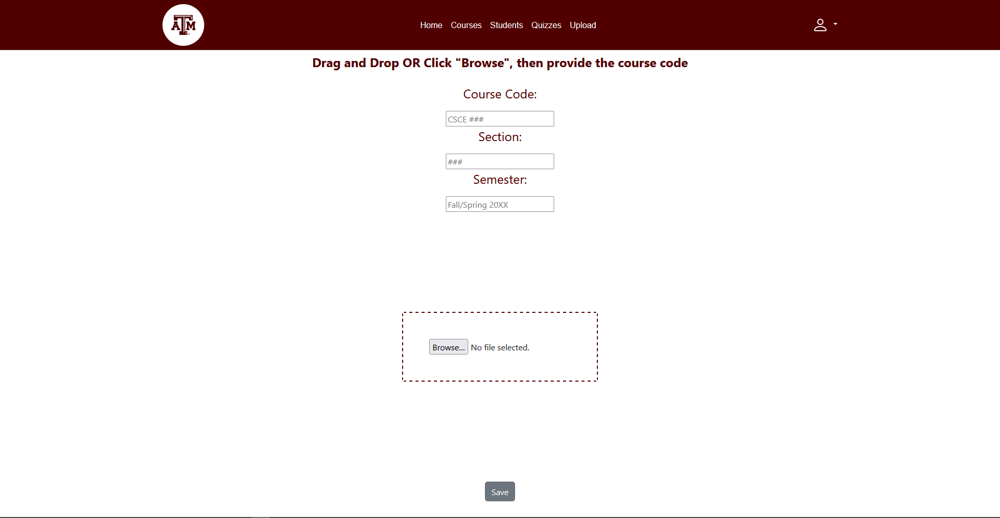 ATM
Home Courses Students Quizzes Upload
Drag and Drop OR Click "Browse", then provide the course code
Course Code:
CSCE ###
Section:
###
Semester:
Fall/Spring 20XX
Browse... No file selected.
Save